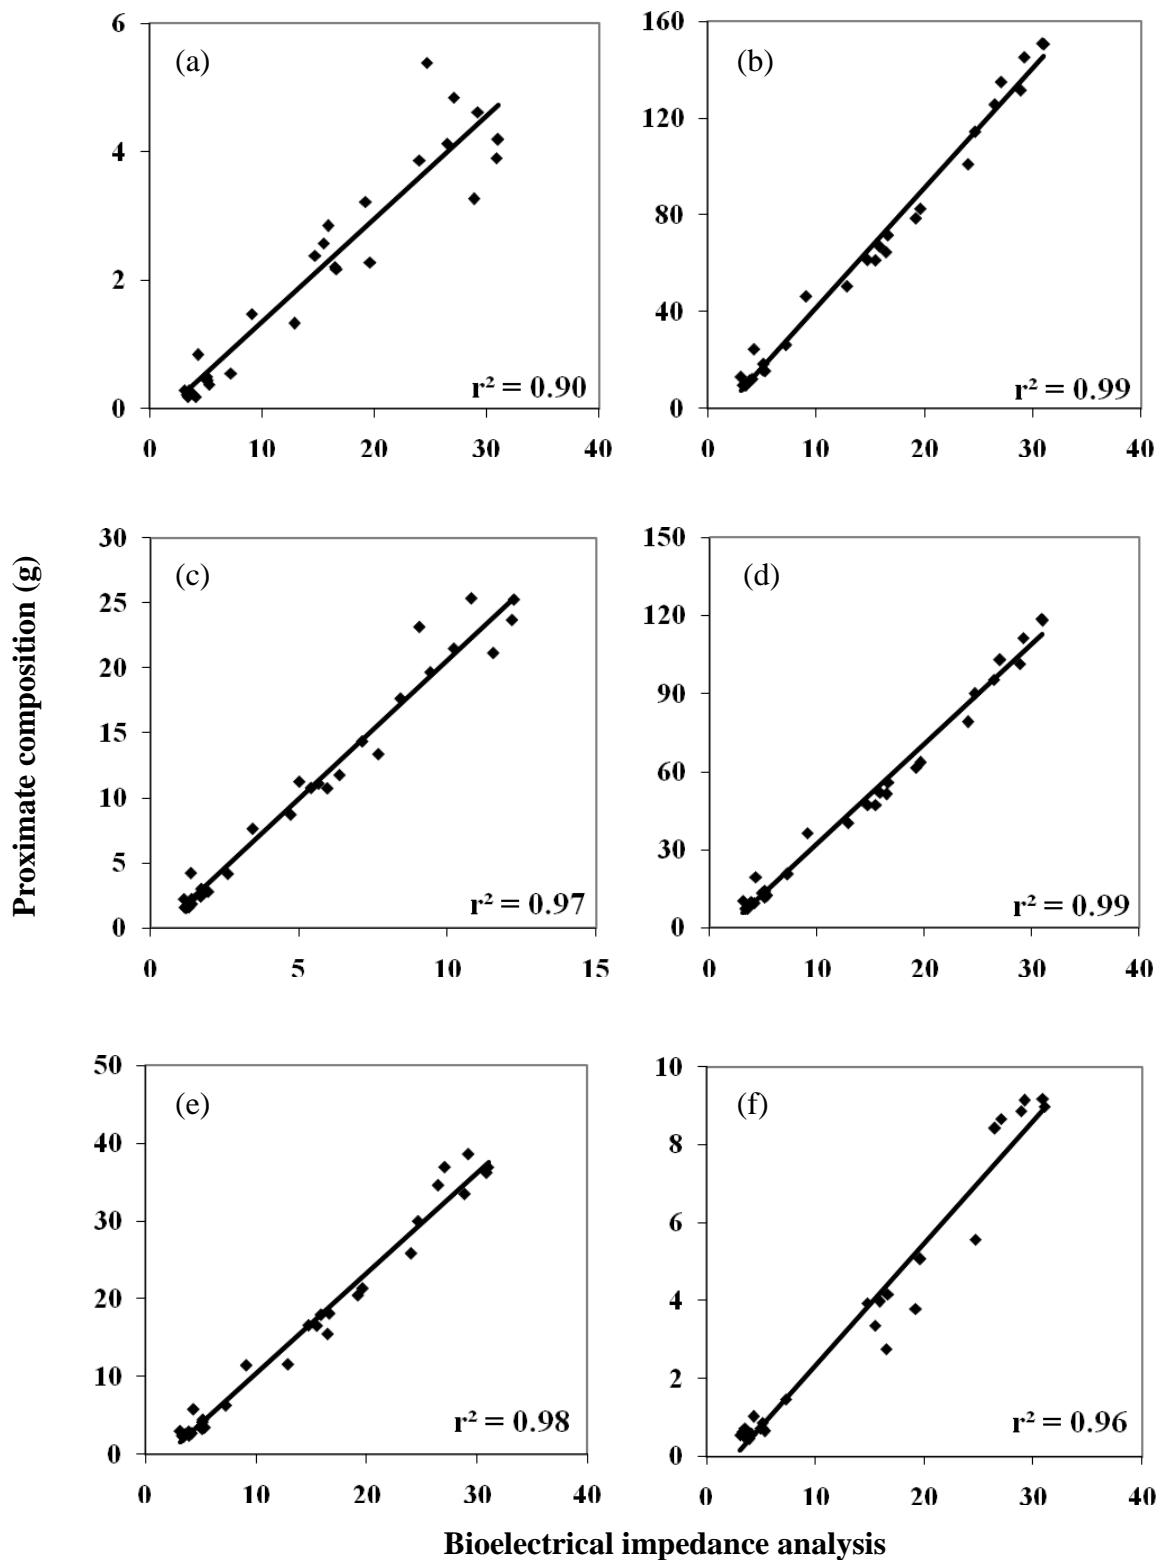 6
4
2
0
(a)
r² = 0.90
0 10 20 30 40
160
120
80
40
0
(b)
r² = 0.99
0 10 20 30 40
Proximate composition (g)
30
25
20
15
10
5
0
(c)
r² = 0.97
0 5 10 15
150
120
90
60
30
0
(d)
r² = 0.99
0 10 20 30 40
50
40
30
20
10
0
(e)
r² = 0.98
0 10 20 30 40
10
8
6
4
2
0
(f)
r² = 0.96
0 10 20 30 40
Bioelectrical impedance analysis